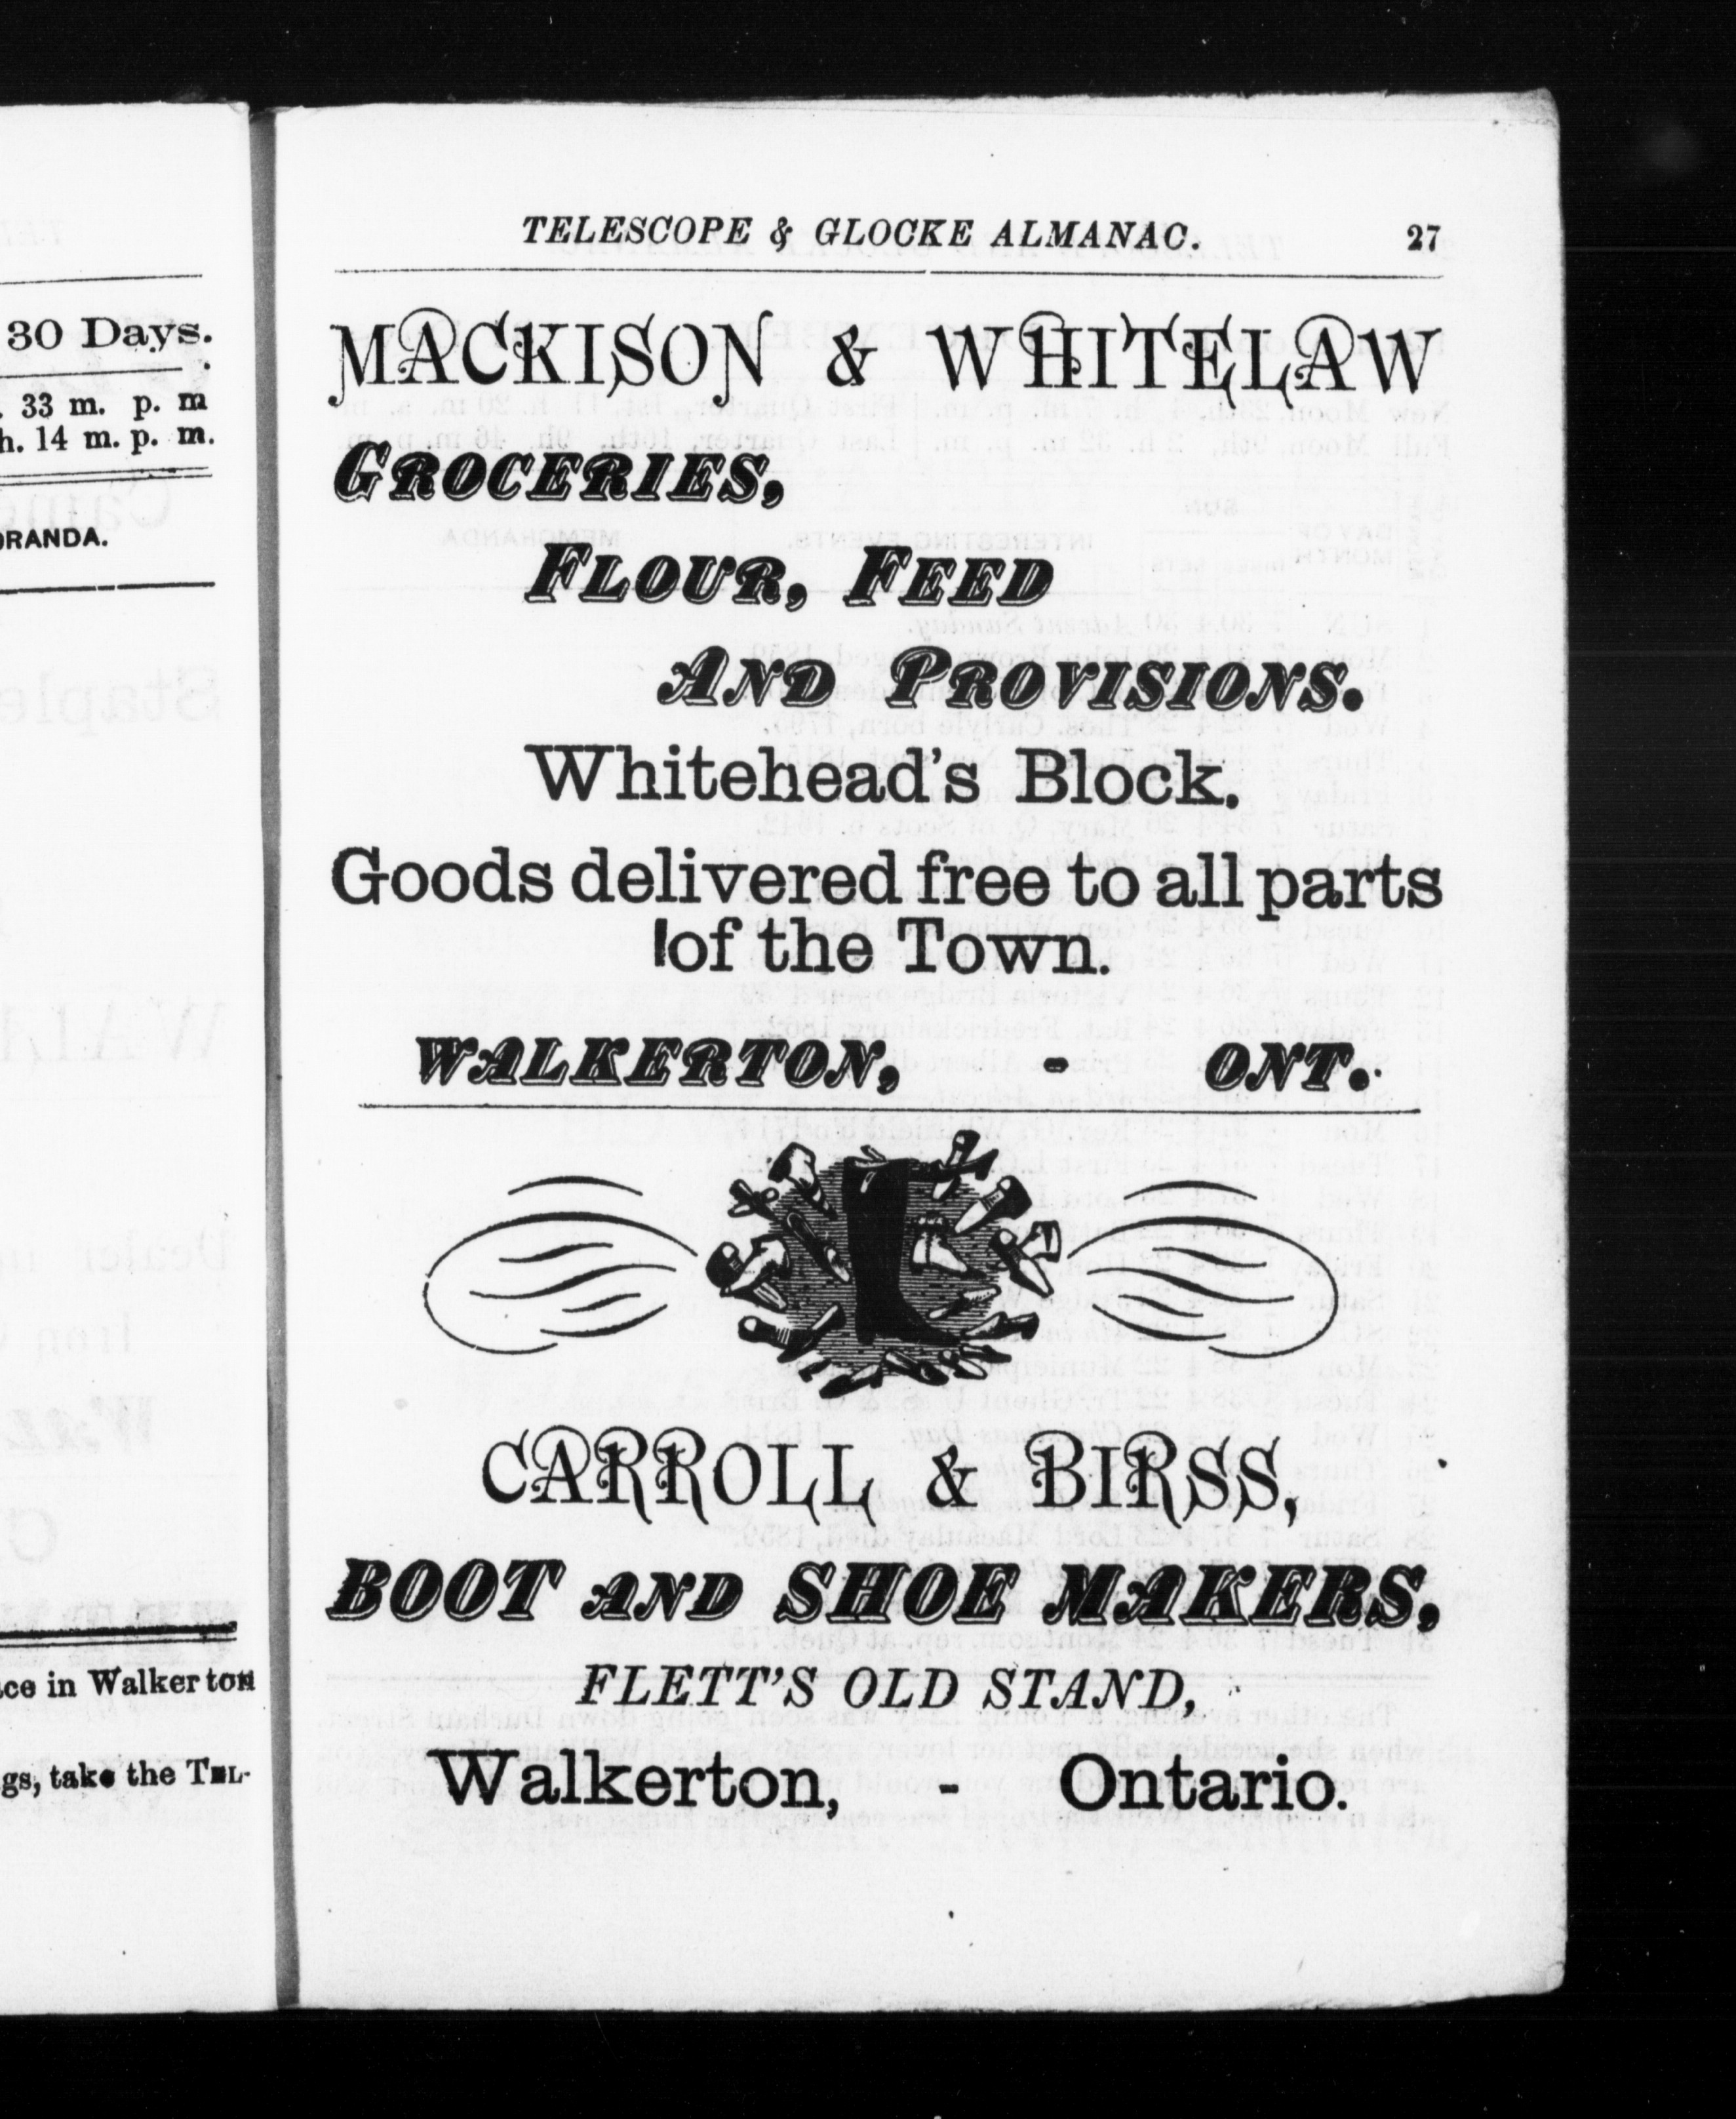 30 Days.
. 33 m. p. m
h. 14 m. p. m.
ORANDA.
ce in Walkerton
gs, take the TEL-
TELESCOPE & GLOCKE ALMANAC. 27
MACKISON & WHITELAW
GROCERIES,
FLOUR, FEED
AND PROVISIONS.
Whitehead's Block.
Goods delivered free to all parts
of the Town.
WALKERTON, - ONT.
CARROLL & BIRSS,
BOOT AND SHOE MAKERS,
FLETT'S OLD STAND,
Walkerton, - Ontario.